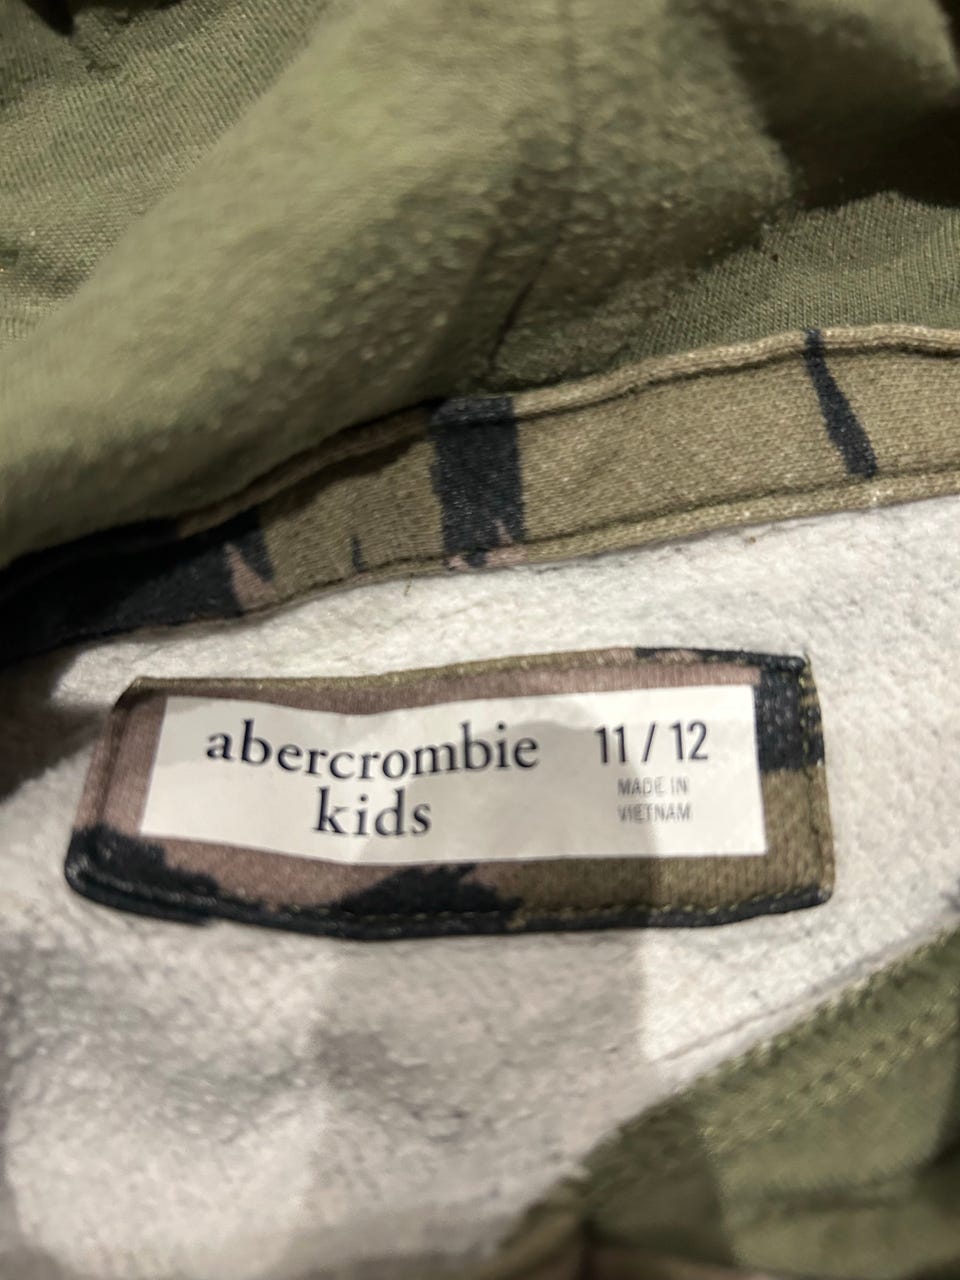 abercrombie
kids
11 / 12
MADE IN
VIETNAM